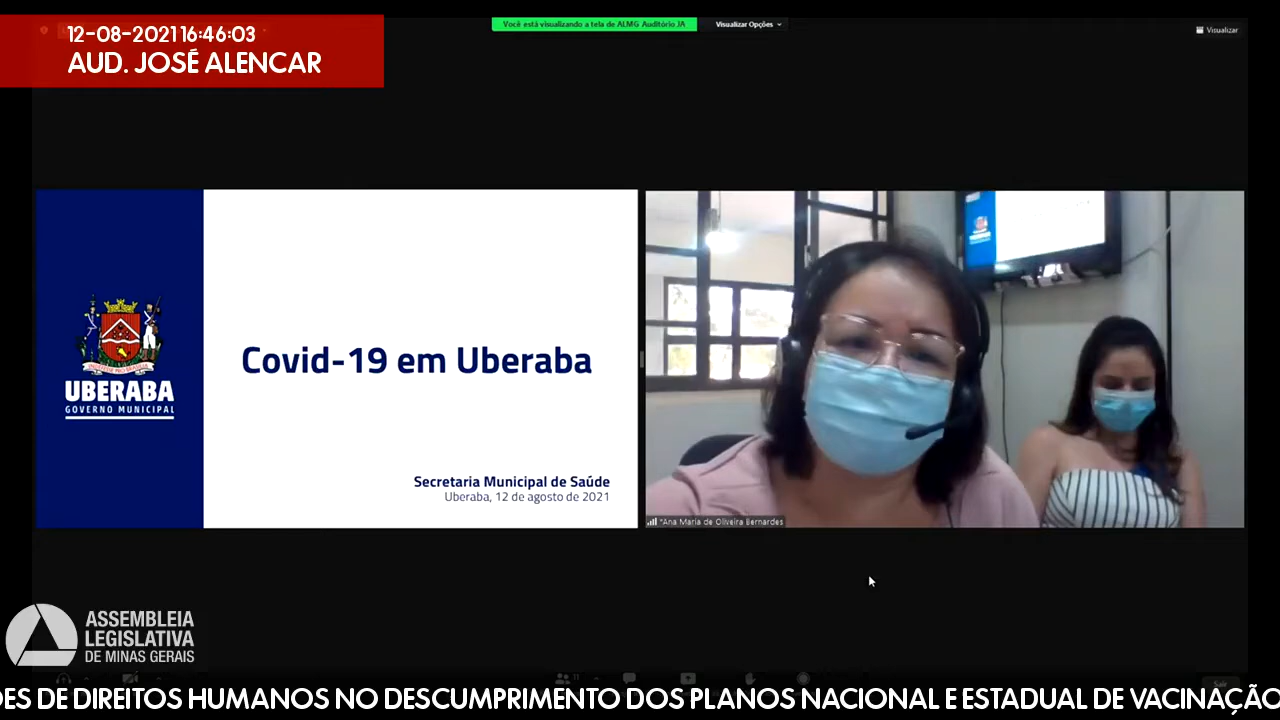 12-08-2021 16:46:03
AUD. JOSÉ ALENCAR
Você está visualizando a tela de ALMG Auditório JA
Visualizar Opções
Visualizar
Covid-19 em Uberaba
UBERABA
GOVERNO MUNICIPAL
Secretaria Municipal de Saúde
Uberaba, 12 de agosto de 2021
*Ana Maria de Oliveira Bernardes
ASSEMBLEIA
LEGISLATIVA
DE MINAS GERAIS
11
Sair
ÕES DE DIREITOS HUMANOS NO DESCUMPRIMENTO DOS PLANOS NACIONAL E ESTADUAL DE VACINAÇÃO